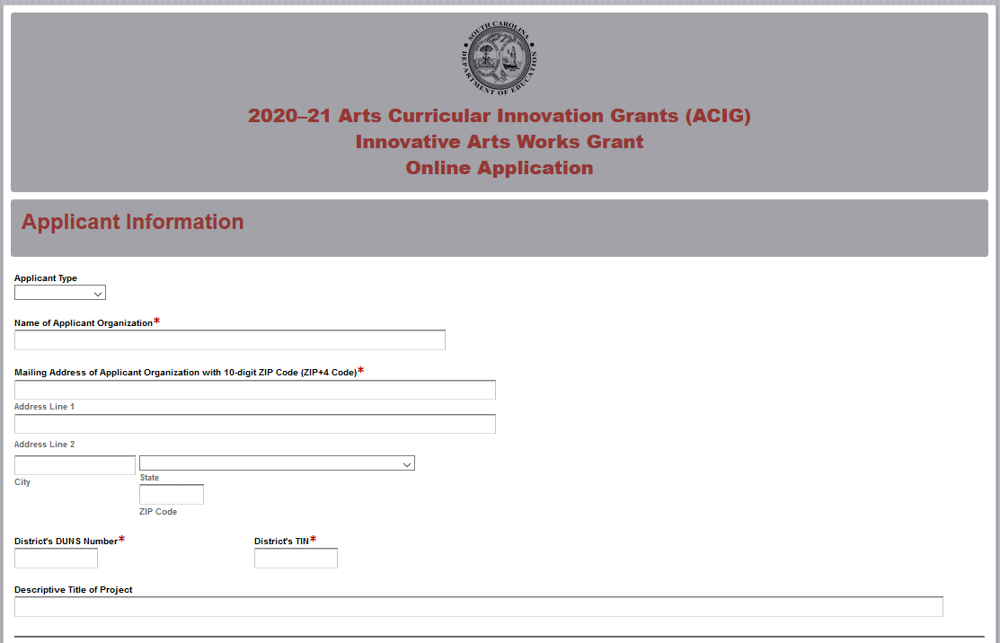 SOUTH CAROLINA
DEPARTMENT OF EDUCATION
2020–21 Arts Curricular Innovation Grants (ACIG)
Innovative Arts Works Grant
Online Application
Applicant Information
Applicant Type
Name of Applicant Organization*
Mailing Address of Applicant Organization with 10-digit ZIP Code (ZIP+4 Code)*
Address Line 1
Address Line 2
City
State
ZIP Code
District's DUNS Number* District's TIN*
Descriptive Title of Project